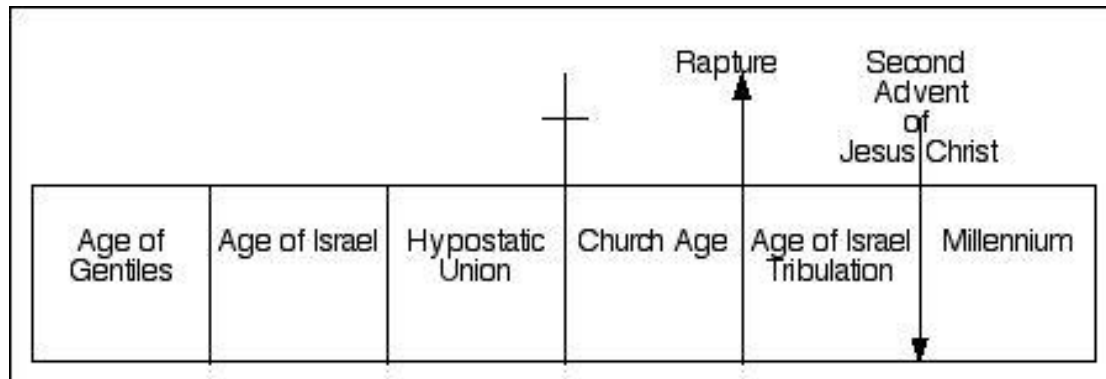 Rapture
Second
Advent
of
Jesus Christ
Age of
Gentiles
Age of Israel
Hypostatic
Union
Church Age
Age of Israel
Tribulation
Millennium